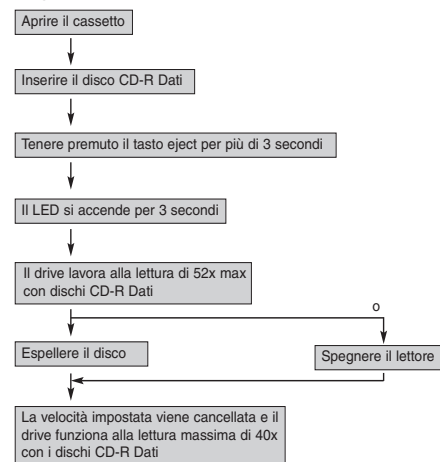 Aprire il cassetto
Inserire il disco CD-R Dati
Tenere premuto il tasto eject per più di 3 secondi
Il LED si accende per 3 secondi
Il drive lavora alla lettura di 52x max
con dischi CD-R Dati
o
Espellere il disco
Spegnere il lettore
La velocità impostata viene cancellata e il
drive funziona alla lettura massima di 40x
con i dischi CD-R Dati